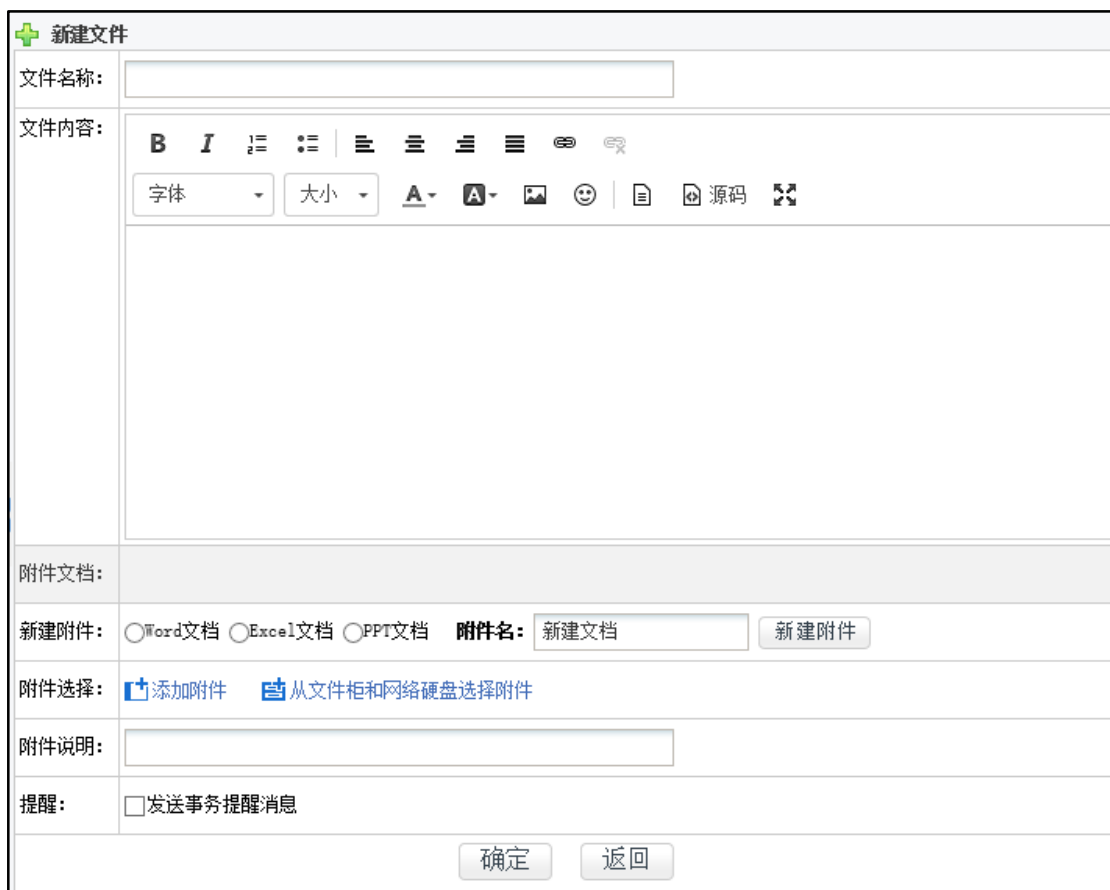 新建文件
文件名称：
文件内容：
B I
字体 大小 A A 源码
附件文档：
新建附件： Word文档 Excel文档 PPT文档 附件名： 新建文档 新建附件
附件选择： 添加附件 从文件柜和网络硬盘选择附件
附件说明：
提醒： 发送事务提醒消息
确定 返回